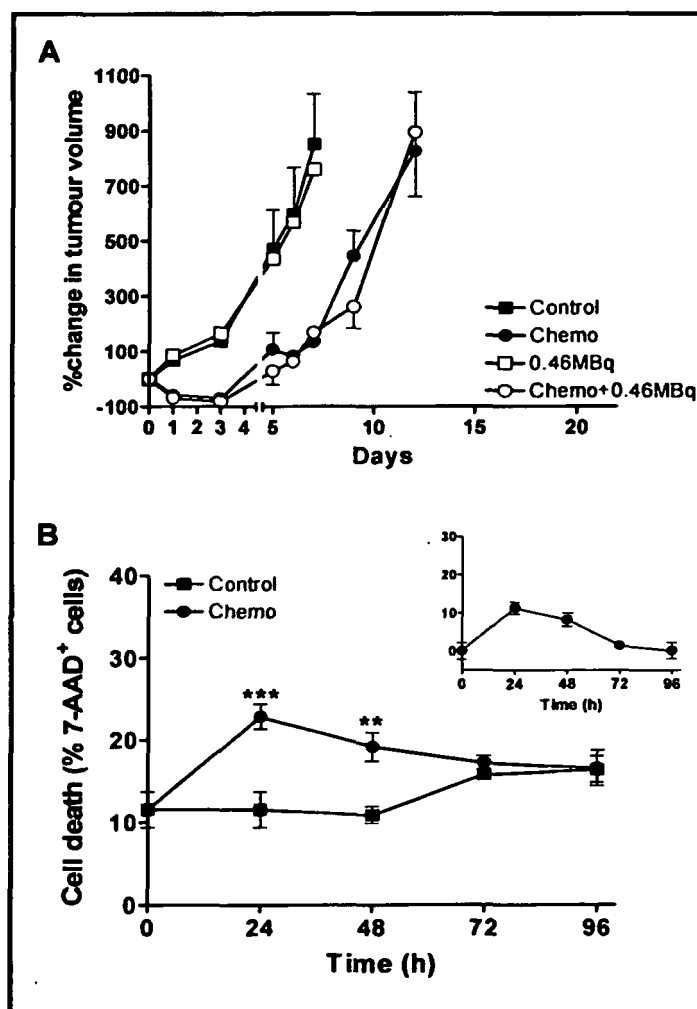 A
%change in tumour volume
1100
900
700
500
300
100
-100
0 1 2 3 4 5 10 15 20
Days
Control
Chemo
0.46MBq
Chemo+0.46MBq
B
Cell death (% 7-AAD+ cells)
40
30
20
10
0
0 24 48 72 96
Time (h)
Control
Chemo
***
**
30
20
10
0
0 24 48 72 96
Time (h)